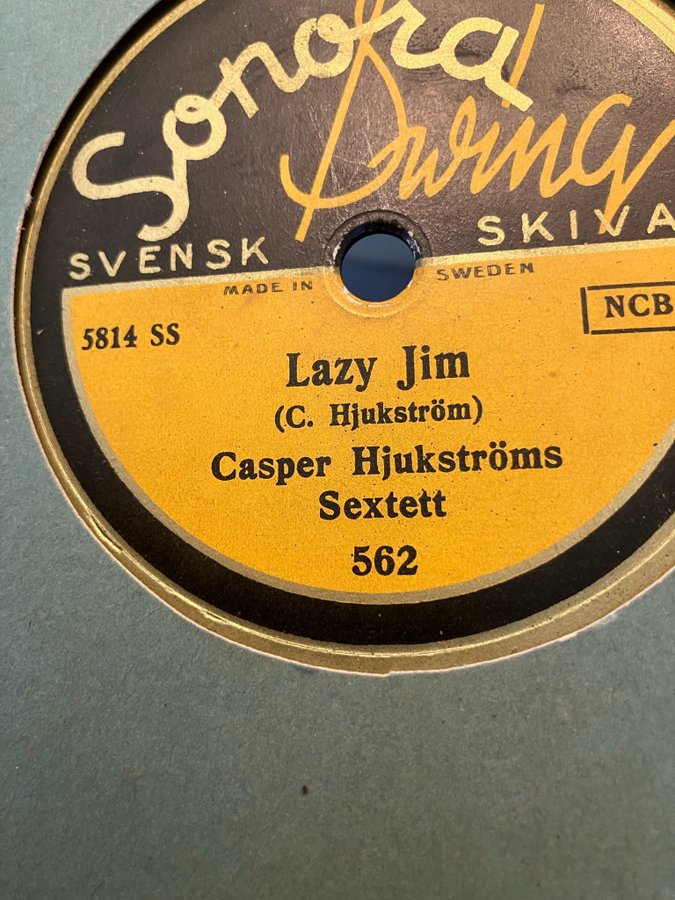 Sonora
Swing
SVENSK SKIVA
MADE IN SWEDEN
5814 SS
NCB
Lazy Jim
(C. Hjukström)
Casper Hjukströms
Sextett
562